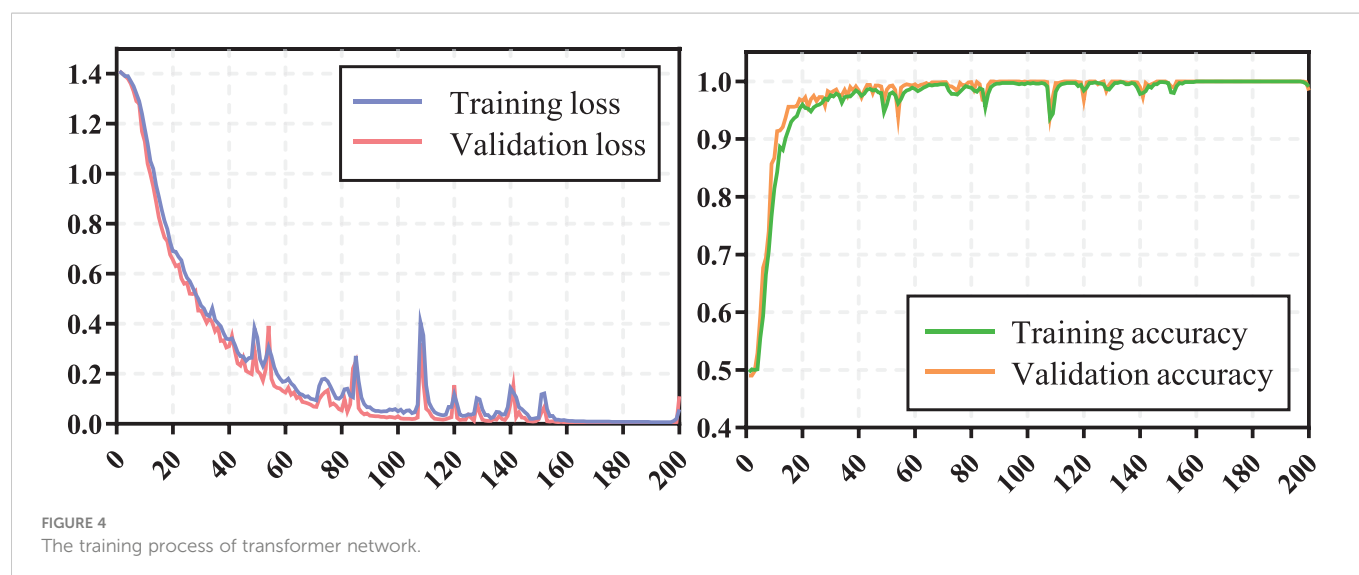 1.4
1.2
1.0
0.8
0.6
0.4
0.2
0.0
0 20 40 60 80 100 120 140 160 180 200
Training loss
Validation loss
1.0
0.9
0.8
0.7
0.6
0.5
0.4
0 20 40 60 80 100 120 140 160 180 200
Training accuracy
Validation accuracy
FIGURE 4
The training process of transformer network.